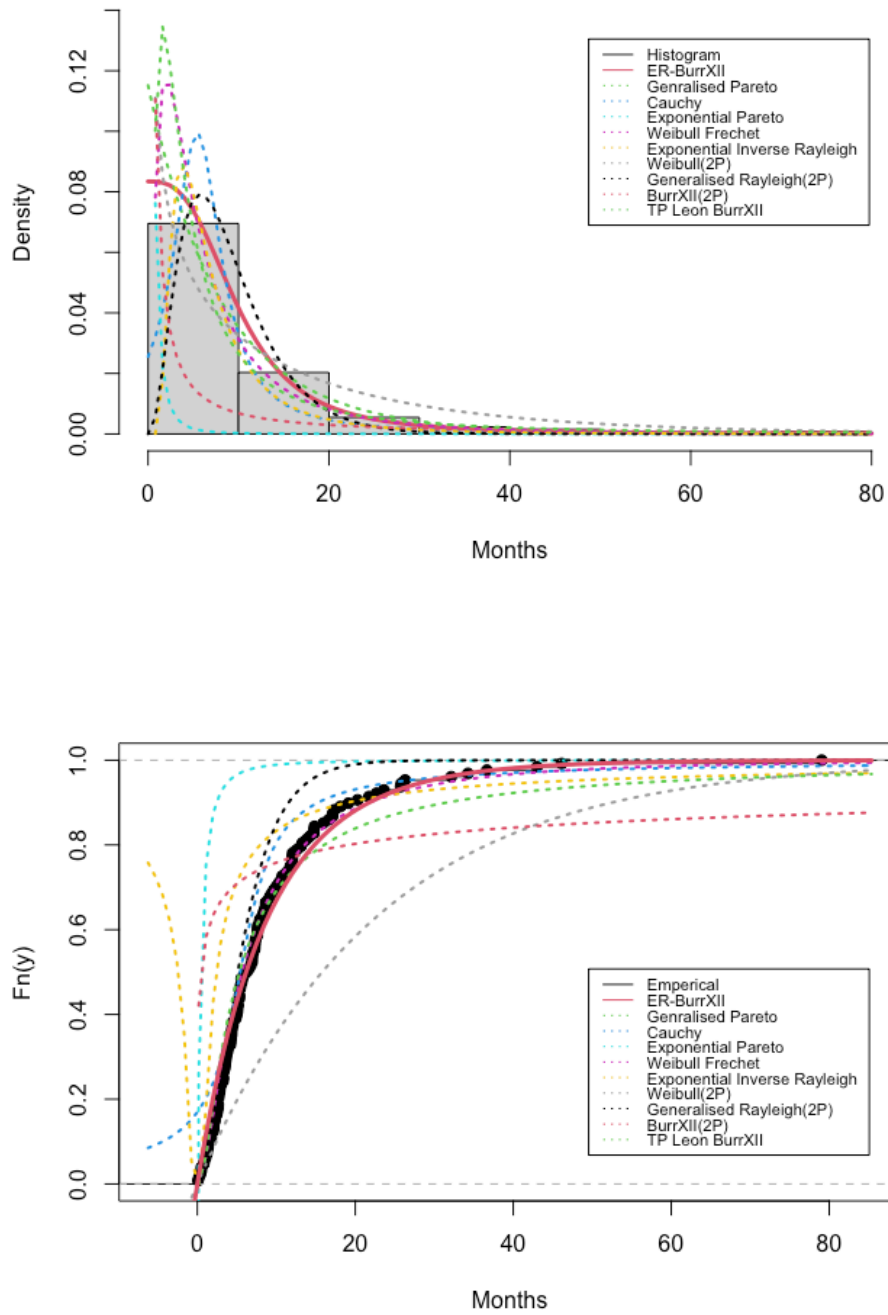 Density
0.00
0.04
0.08
0.12
0
20
40
60
80
Months
Histogram
ER-BurrXII
Genralised Pareto
Cauchy
Exponential Pareto
Weibull Frechet
Exponential Inverse Rayleigh
Weibull(2P)
Generalised Rayleigh(2P)
BurrXII(2P)
TP Leon BurrXII
Fn(y)
0.0
0.2
0.4
0.6
0.8
1.0
0
20
40
60
80
Months
Emperical
ER-BurrXII
Genralised Pareto
Cauchy
Exponential Pareto
Weibull Frechet
Exponential Inverse Rayleigh
Weibull(2P)
Generalised Rayleigh(2P)
BurrXII(2P)
TP Leon BurrXII